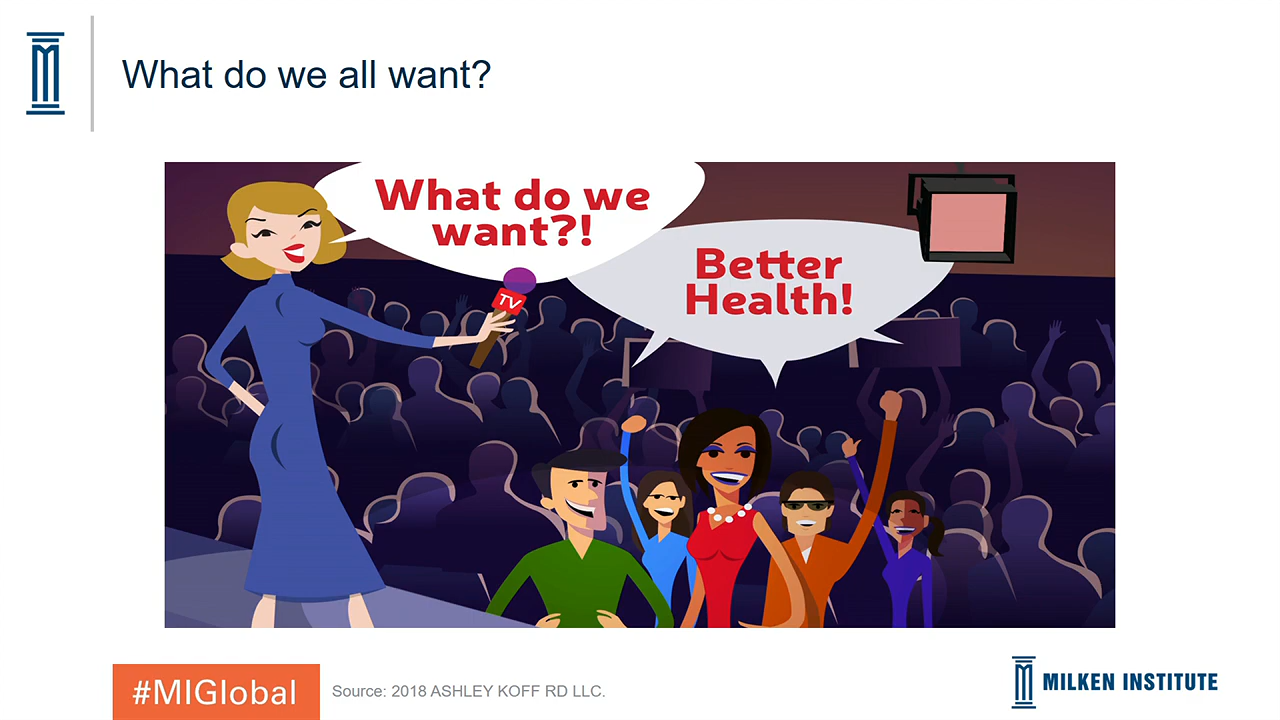 What do we all want?
What do we
want?!
TV
Better
Health!
#MIGlobal
Source: 2018 ASHLEY KOFF RD LLC.
MILKEN INSTITUTE